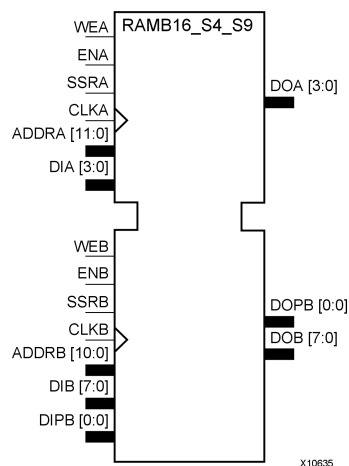 RAMB16_S4_S9
WEA
ENA
SSRA
CLKA
ADDRA [11:0]
DIA [3:0]
DOA [3:0]
WEB
ENB
SSRB
CLKB
ADDRB [10:0]
DIB [7:0]
DIPB [0:0]
DOPB [0:0]
DOB [7:0]
X10635